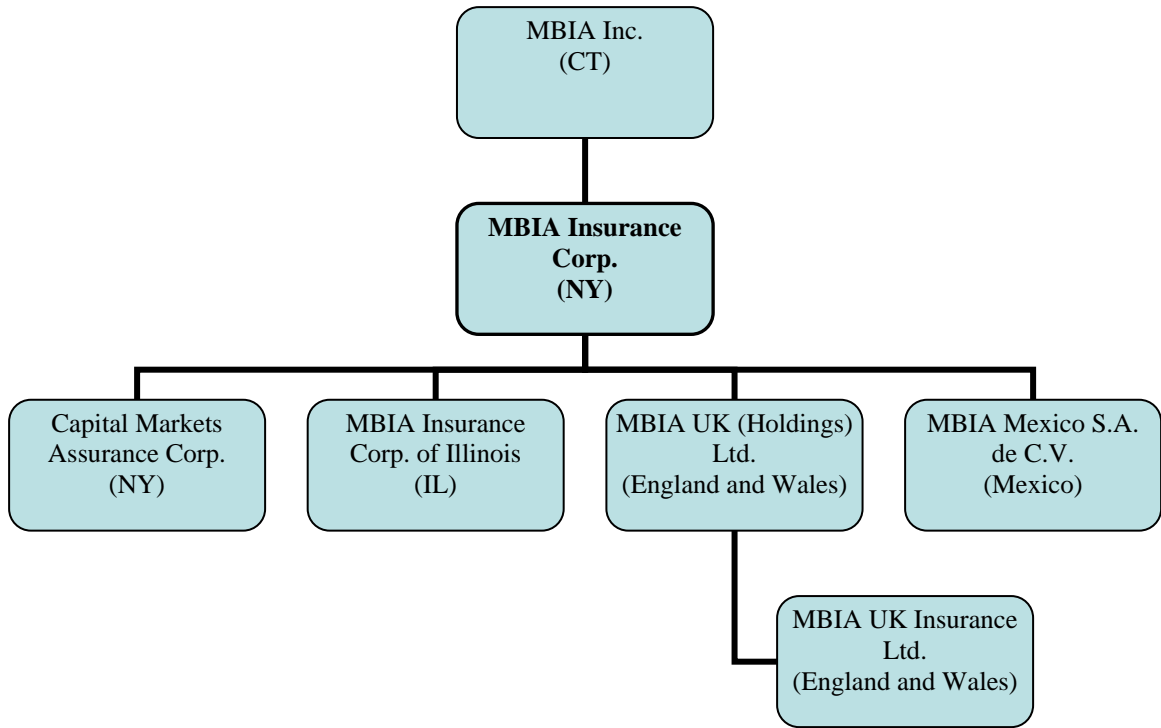 MBIA Inc.
(CT)
MBIA Insurance
Corp.
(NY)
Capital Markets
Assurance Corp.
(NY)
MBIA Insurance
Corp. of Illinois
(IL)
MBIA UK (Holdings)
Ltd.
(England and Wales)
MBIA Mexico S.A.
de C.V.
(Mexico)
MBIA UK Insurance
Ltd.
(England and Wales)